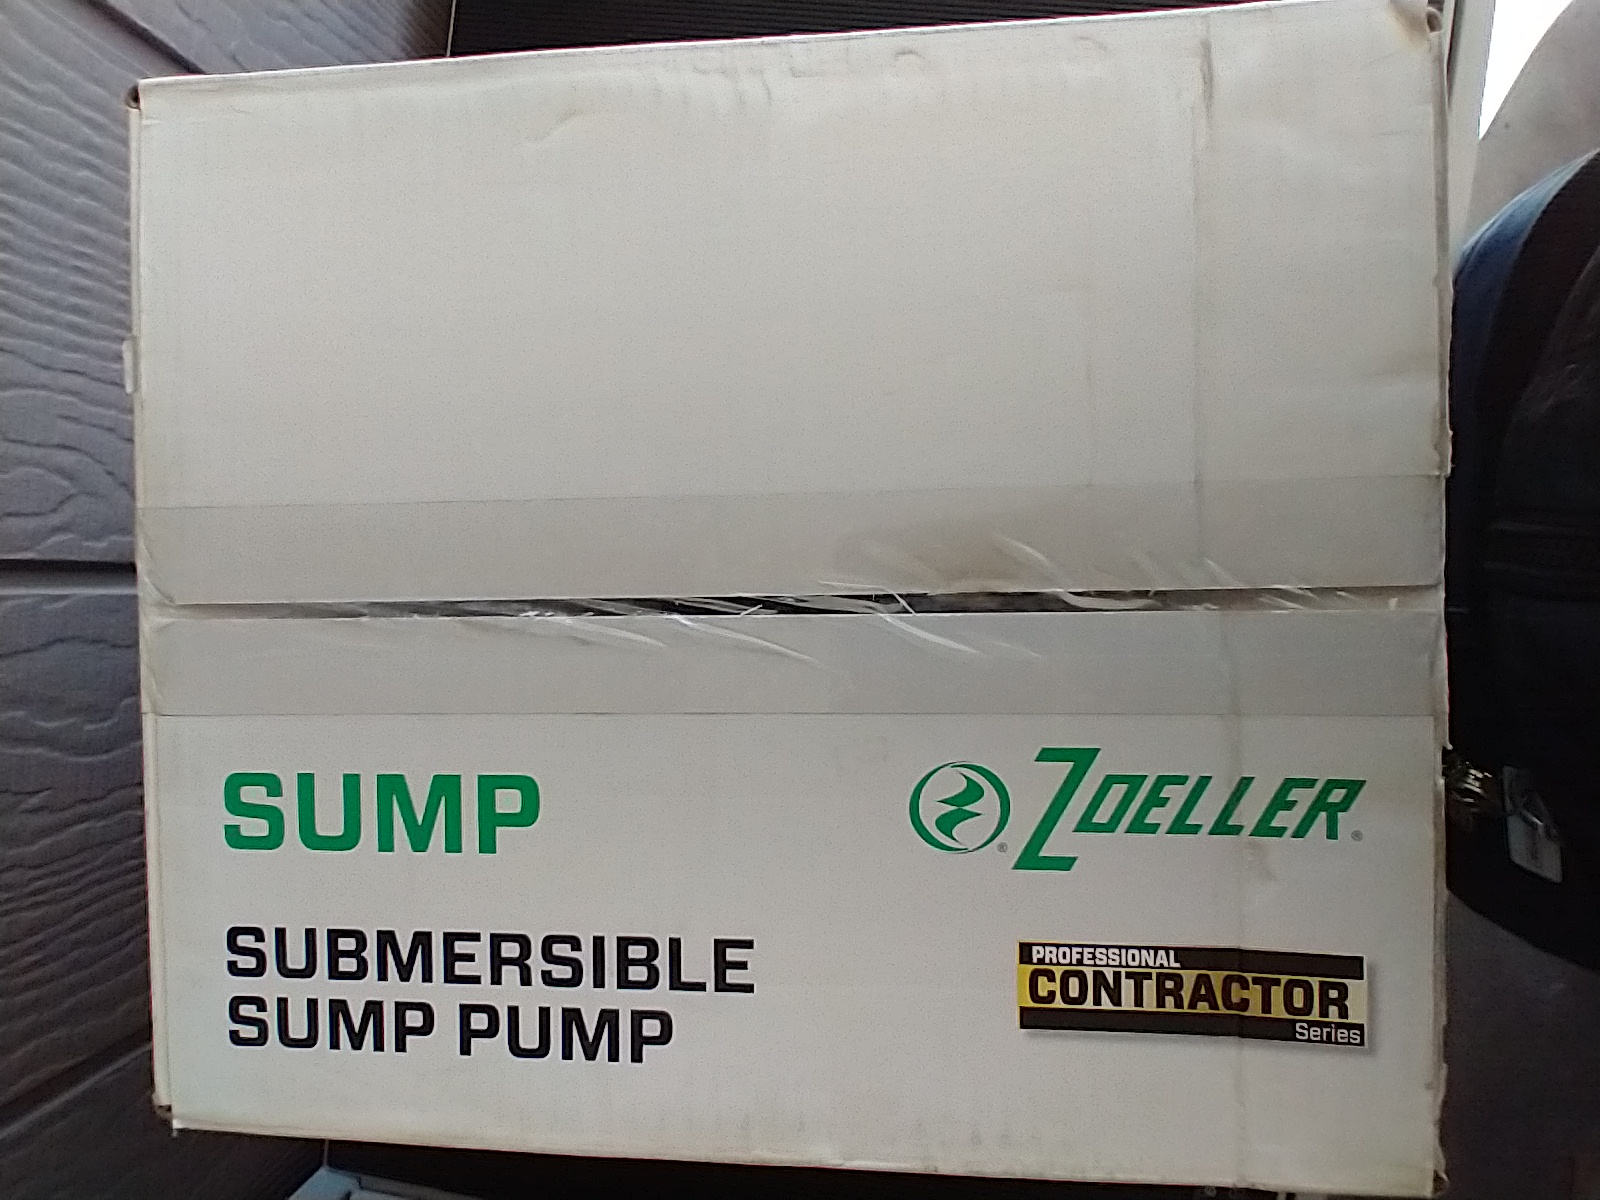 SUMP
ZOELLER®
SUBMERSIBLE
SUMP PUMP
PROFESSIONAL
CONTRACTOR
Series